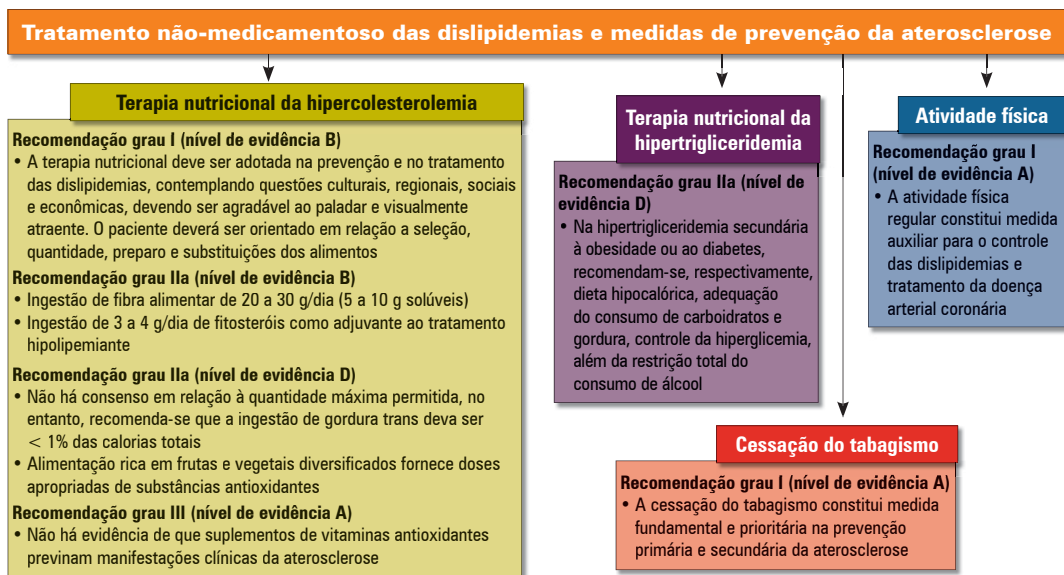 Tratamento não-medicamentoso das dislipidemias e medidas de prevenção da aterosclerose
Terapia nutricional da hipercolesterolemia
Recomendação grau I (nível de evidência B)
• A terapia nutricional deve ser adotada na prevenção e no tratamento
das dislipidemias, contemplando questões culturais, regionais, sociais
e econômicas, devendo ser agradável ao paladar e visualmente
atraente. O paciente deverá ser orientado em relação a seleção,
quantidade, preparo e substituições dos alimentos
Recomendação grau IIa (nível de evidência B)
• Ingestão de fibra alimentar de 20 a 30 g/dia (5 a 10 g solúveis)
• Ingestão de 3 a 4 g/dia de fitosteróis como adjuvante ao tratamento
hipolipemiante
Recomendação grau IIa (nível de evidência D)
• Não há consenso em relação à quantidade máxima permitida, no
entanto, recomenda-se que a ingestão de gordura trans deva ser
< 1% das calorias totais
• Alimentação rica em frutas e vegetais diversificados fornece doses
apropriadas de substâncias antioxidantes
Recomendação grau III (nível de evidência A)
• Não há evidência de que suplementos de vitaminas antioxidantes
previnam manifestações clínicas da aterosclerose
Terapia nutricional da
hipertrigliceridemia
Recomendação grau IIa (nível de
evidência D)
• Na hipertrigliceridemia secundária
à obesidade ou ao diabetes,
recomendam-se, respectivamente,
dieta hipocalórica, adequação
do consumo de carboidratos e
gordura, controle da hiperglicemia,
além da restrição total do
consumo de álcool
Atividade física
Recomendação grau I
(nível de evidência A)
• A atividade física
regular constitui medida
auxiliar para o controle
das dislipidemias e
tratamento da doença
arterial coronária
Cessação do tabagismo
Recomendação grau I (nível de evidência A)
• A cessação do tabagismo constitui medida
fundamental e prioritária na prevenção
primária e secundária da aterosclerose